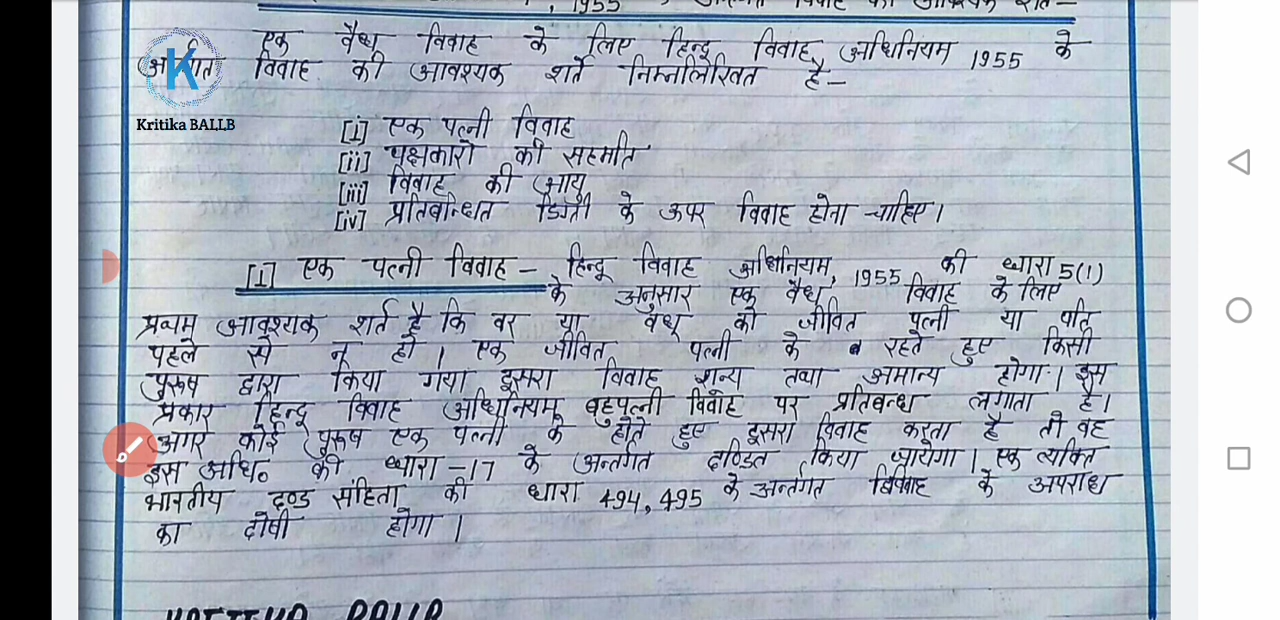 1955
एक वैध विवाह के लिए हिन्दू विवाह अधिनियम 1955 के
विवाह की आवश्यक शर्तें निम्नलिखित है-
K
Kritika BALLB
[i] एक पत्नी विवाह
[ii] पक्षकारो की सहमति
[iii] विवाह की आयु
[iv] प्रतिबन्धित डिग्री के ऊपर विवाह होना चाहिए।
[I] एक पत्नी विवाह- हिन्दू विवाह अधिनियम, 1955 की धारा 5(1)
के अनुसार एक वैध विवाह के लिए
प्रथम आवश्यक शर्त है कि वर या वधू की जीवित पत्नी या पति
पहले से न हो। एक जीवित पत्नी के रहते हुए किसी
पुरूष द्वारा किया गया दूसरा विवाह शून्य तथा अमान्य होगा। इस
प्रकार हिन्दू विवाह अधिनियम बहुपत्नी विवाह पर प्रतिबन्ध लगाता है।
अगर कोई पुरूष एक पत्नी के होते हुए दूसरा विवाह करता है तो वह
इस अधि० की धारा-17 के अन्तर्गत दण्डित किया जायेगा। एक व्यक्ति
भारतीय दण्ड संहिता की धारा 494, 495 के अन्तर्गत द्विविवाह के अपराध
का दोषी होगा।
BALLB